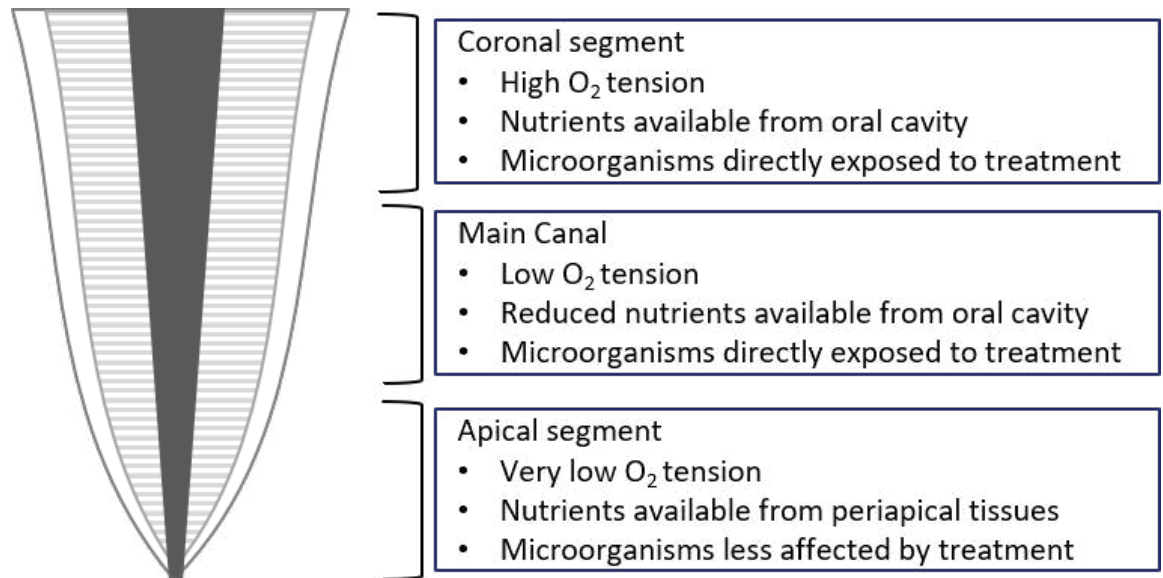 Coronal segment
• High O₂ tension
• Nutrients available from oral cavity
• Microorganisms directly exposed to treatment
Main Canal
• Low O₂ tension
• Reduced nutrients available from oral cavity
• Microorganisms directly exposed to treatment
Apical segment
• Very low O₂ tension
• Nutrients available from periapical tissues
• Microorganisms less affected by treatment